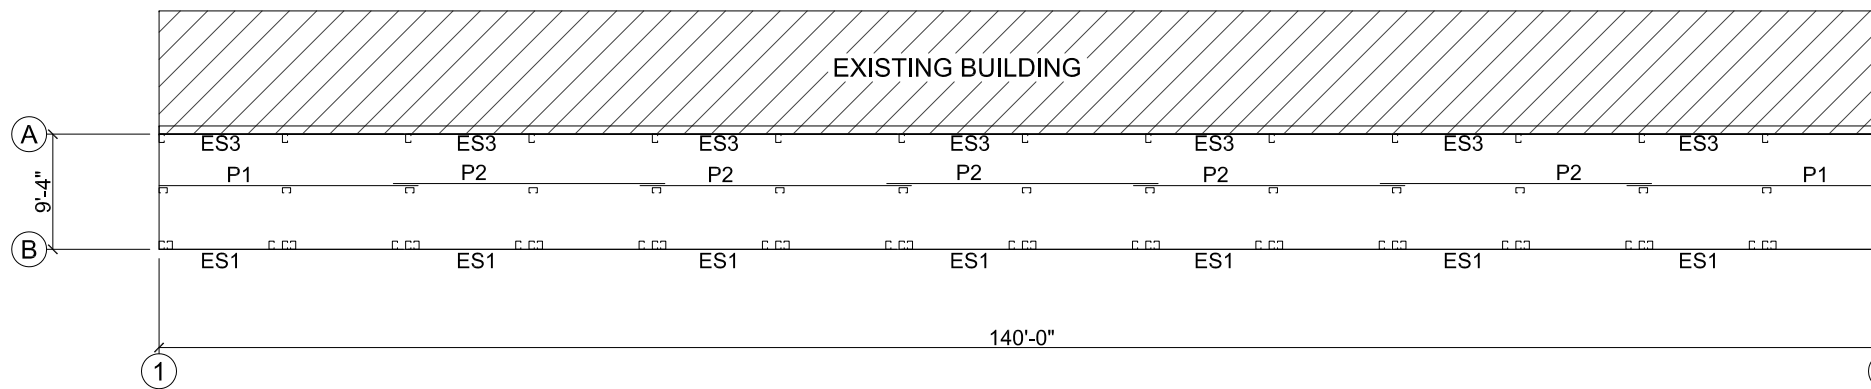 EXISTING BUILDING
A
ES3 ES3 ES3 ES3 ES3 ES3 ES3
P1 P2 P2 P2 P2 P2 P1
9'-4"
B
ES1 ES1 ES1 ES1 ES1 ES1 ES1
140'-0"
1